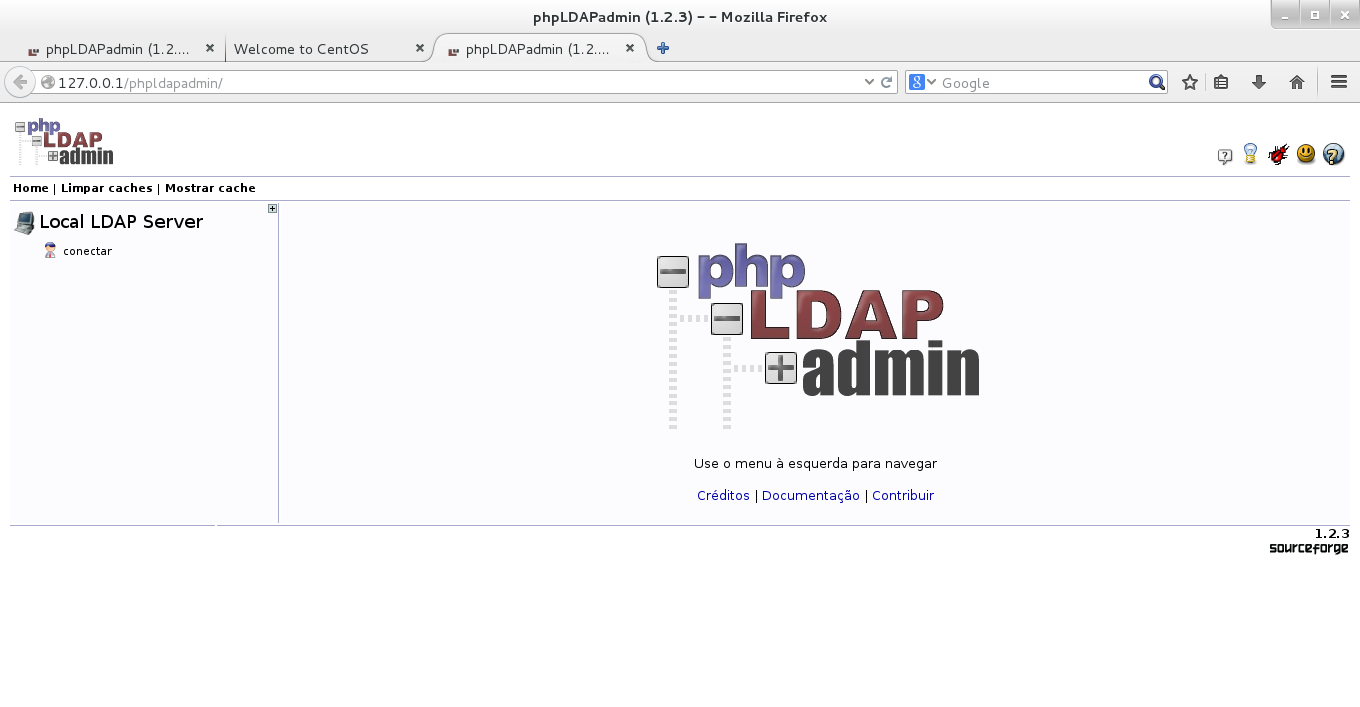 phpLDAPadmin (1.2.3) - - Mozilla Firefox
phpLDAPadmin (1.2....
Welcome to CentOS
phpLDAPadmin (1.2.3...
127.0.0.1/phpldapadmin/
Google
php
LDAP
admin
Home | Limpar caches | Mostrar cache
Local LDAP Server
conectar
php
LDAP
admin
Use o menu à esquerda para navegar
Créditos | Documentação | Contribuir
1.2.3
sourceforge